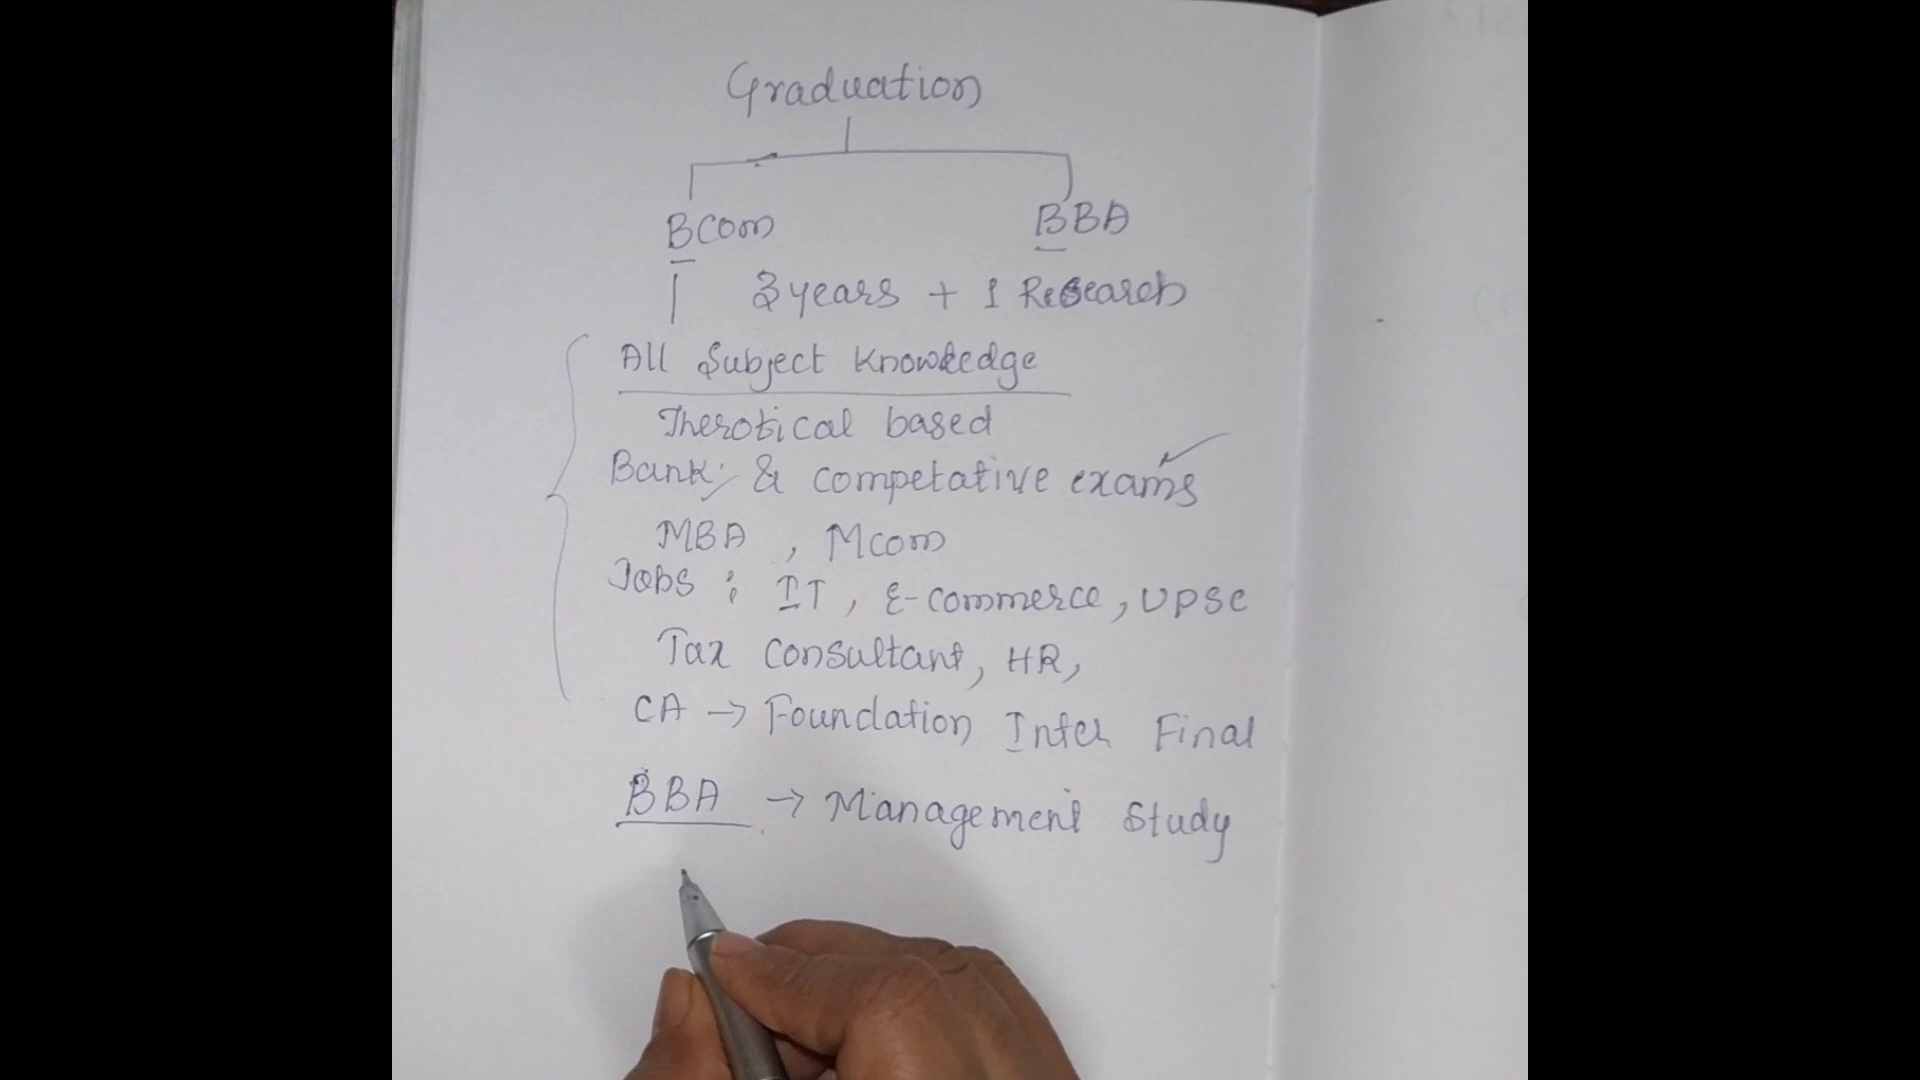 Graduation
Bcom BBA
3 years + 1 Research
All Subject Knowledge
Therotical based
Bank & competative exams
MBA , Mcom
Jobs : IT, E-commerce, UPSC
Tax Consultant, HR,
CA → Foundation Inter Final
BBA → Management Study